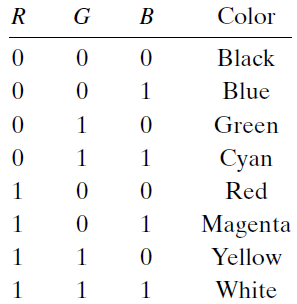 R G B Color
0 0 0 Black
0 0 1 Blue
0 1 0 Green
0 1 1 Cyan
1 0 0 Red
1 0 1 Magenta
1 1 0 Yellow
1 1 1 White